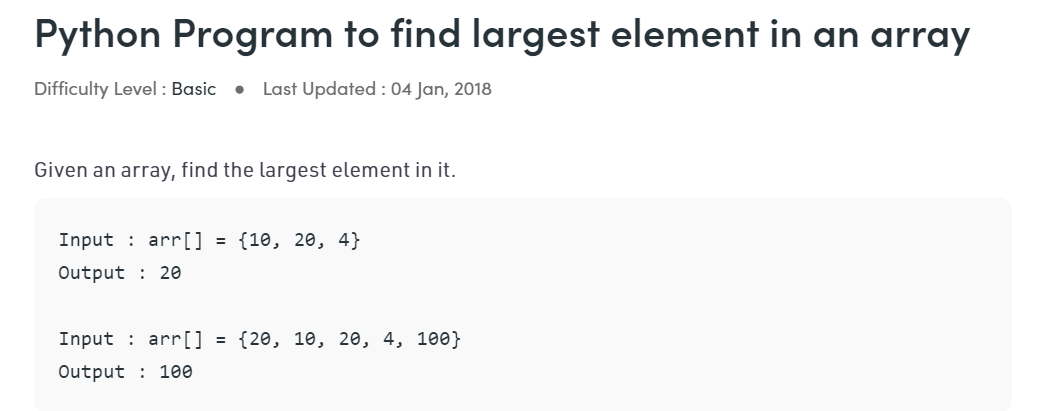 Python Program to find largest element in an array
Difficulty Level : Basic ● Last Updated : 04 Jan, 2018
Given an array, find the largest element in it.
Input : arr[] = {10, 20, 4}
Output : 20
Input : arr[] = {20, 10, 20, 4, 100}
Output : 100